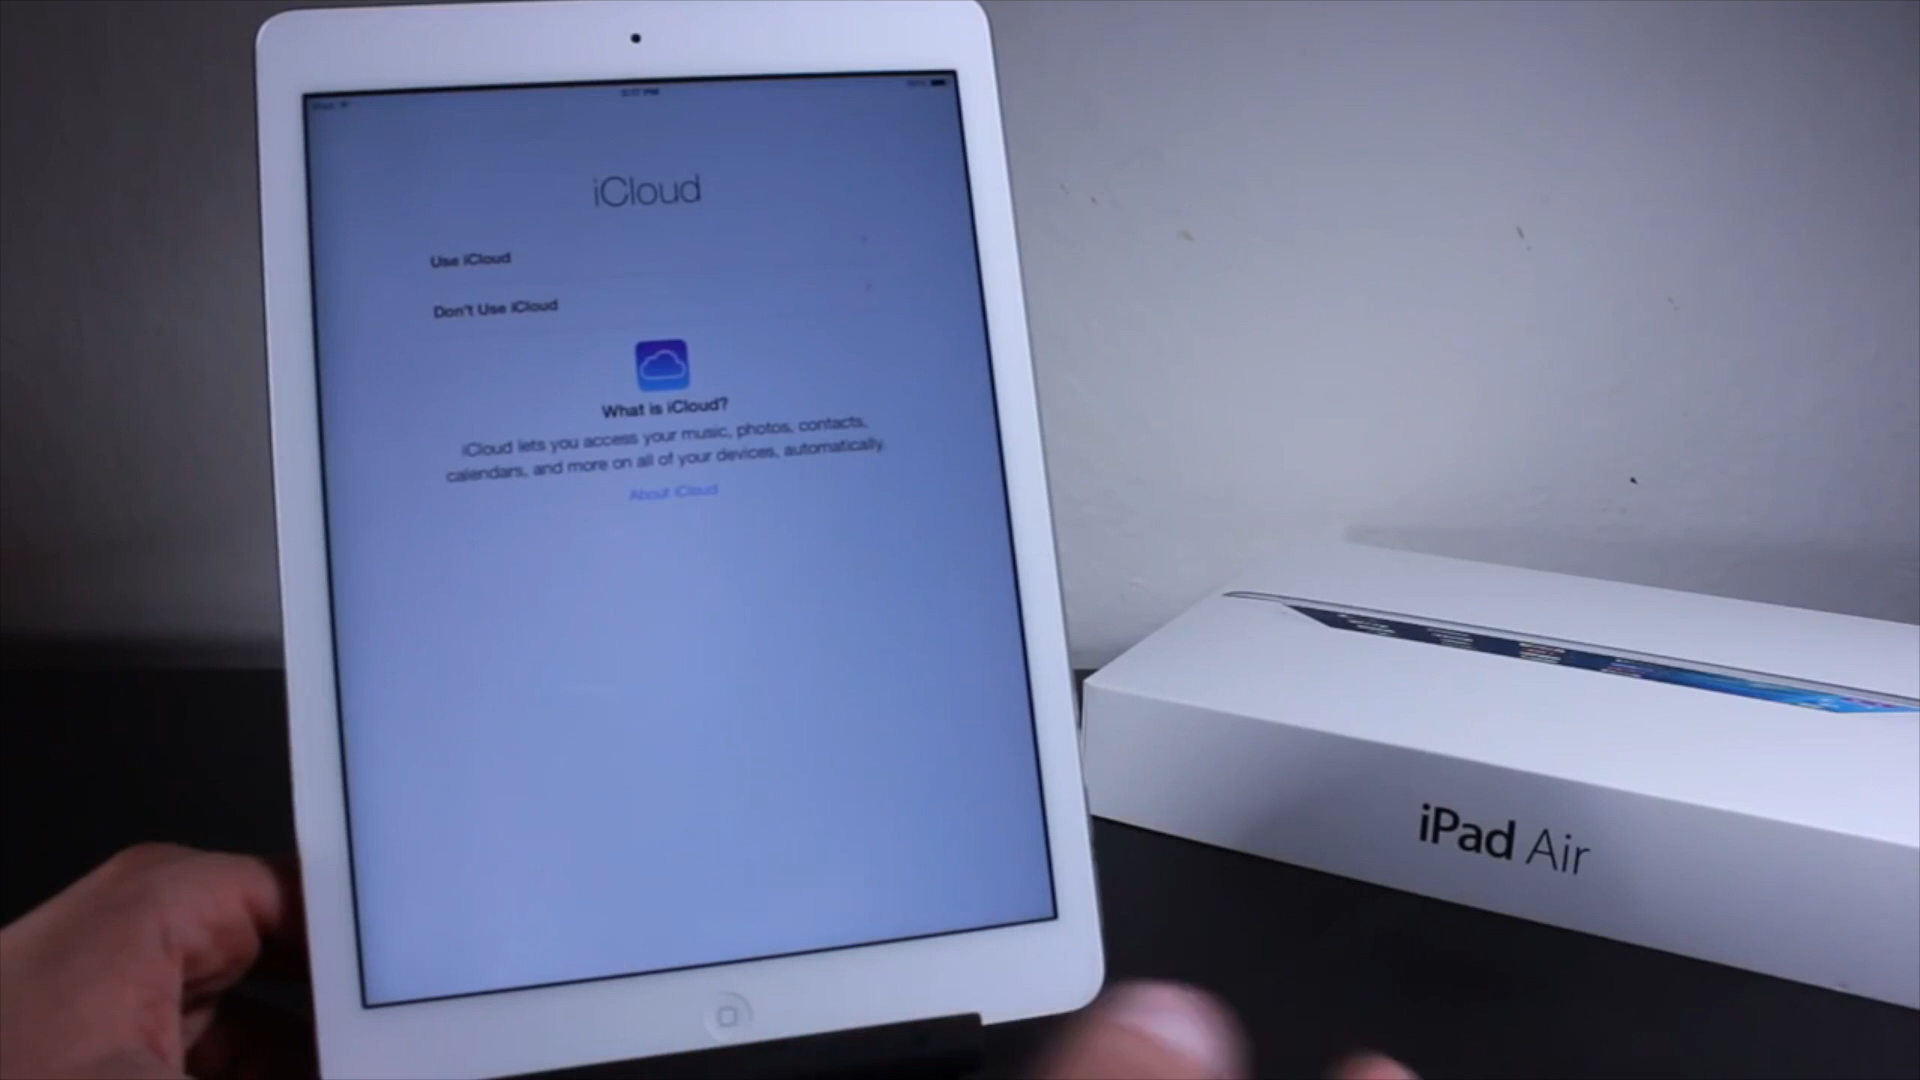 iCloud
Use iCloud
Don't Use iCloud
What is iCloud?
iCloud lets you access your music, photos, contacts,
calendars, and more on all of your devices, automatically.
About iCloud
iPad Air